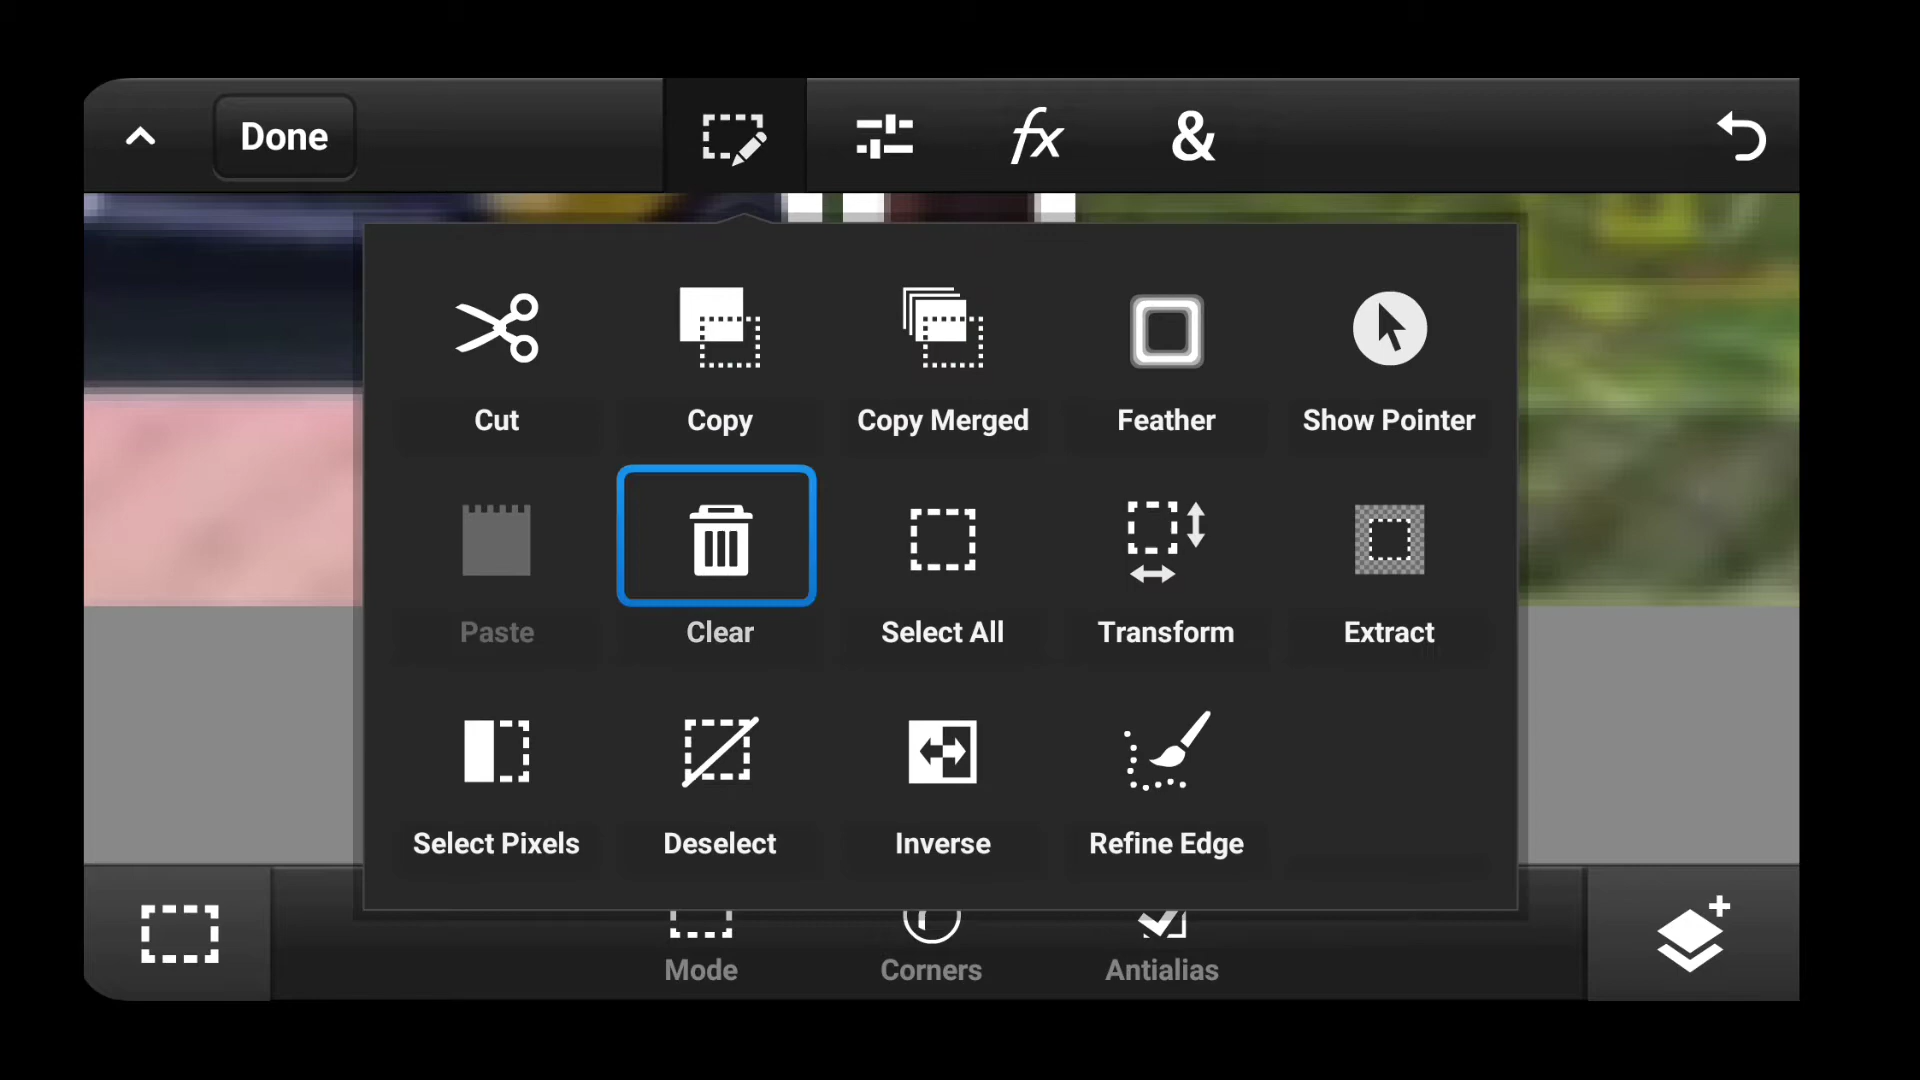 Done
fx
&
Cut
Copy
Copy Merged
Feather
Show Pointer
Paste
Clear
Select All
Transform
Extract
Select Pixels
Deselect
Inverse
Refine Edge
Mode
Corners
Antialias